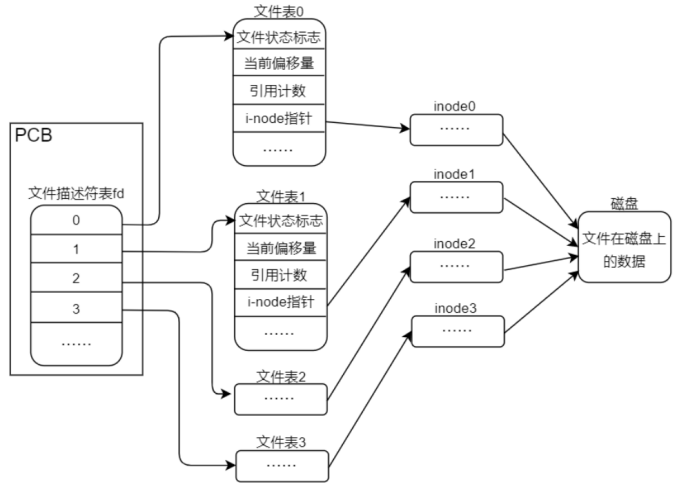 文件表0
文件状态标志
当前偏移量
引用计数
i-node指针
……
PCB
文件描述符表fd
0
1
2
3
……
文件表1
文件状态标志
当前偏移量
引用计数
i-node指针
……
文件表2
……
文件表3
……
inode0
……
inode1
……
inode2
……
inode3
……
磁盘
文件在磁盘上
的数据